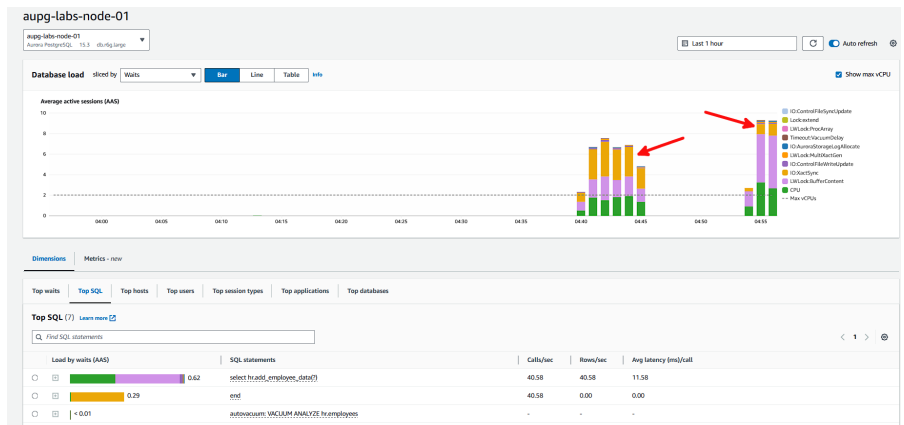 aupg-labs-node-01
aupg-labs-node-01
Aurora PostgreSQL 15.3 db.r6g.large
Last 1 hour
Auto refresh
Database load sliced by Waits Bar Line Table Info
Show max vCPU
Average active sessions (AAS)
10
8
6
4
2
0
04:00 04:05 04:10 04:15 04:20 04:25 04:30 04:35 04:40 04:45 04:50 04:55
IO:ControlFileSyncUpdate
Lock:extend
LWLock:ProcArray
Timeout:VacuumDelay
IO:AuroraStorageLogAllocate
LWLock:MultiXactGen
IO:ControlFileWriteUpdate
IO:XactSync
LWLock:BufferContent
CPU
Max vCPUs
Dimensions Metrics - new
Top waits Top SQL Top hosts Top users Top session types Top applications Top databases
Top SQL (7) Learn more
Find SQL statements
< 1 >
Load by waits (AAS) SQL statements Calls/sec Rows/sec Avg latency (ms)/call
0.62 select hr.add_employee_data(?) 40.58 40.58 11.58
0.29 end 40.58 0.00 0.00
< 0.01 autovacuum: VACUUM ANALYZE hr.employees - - -